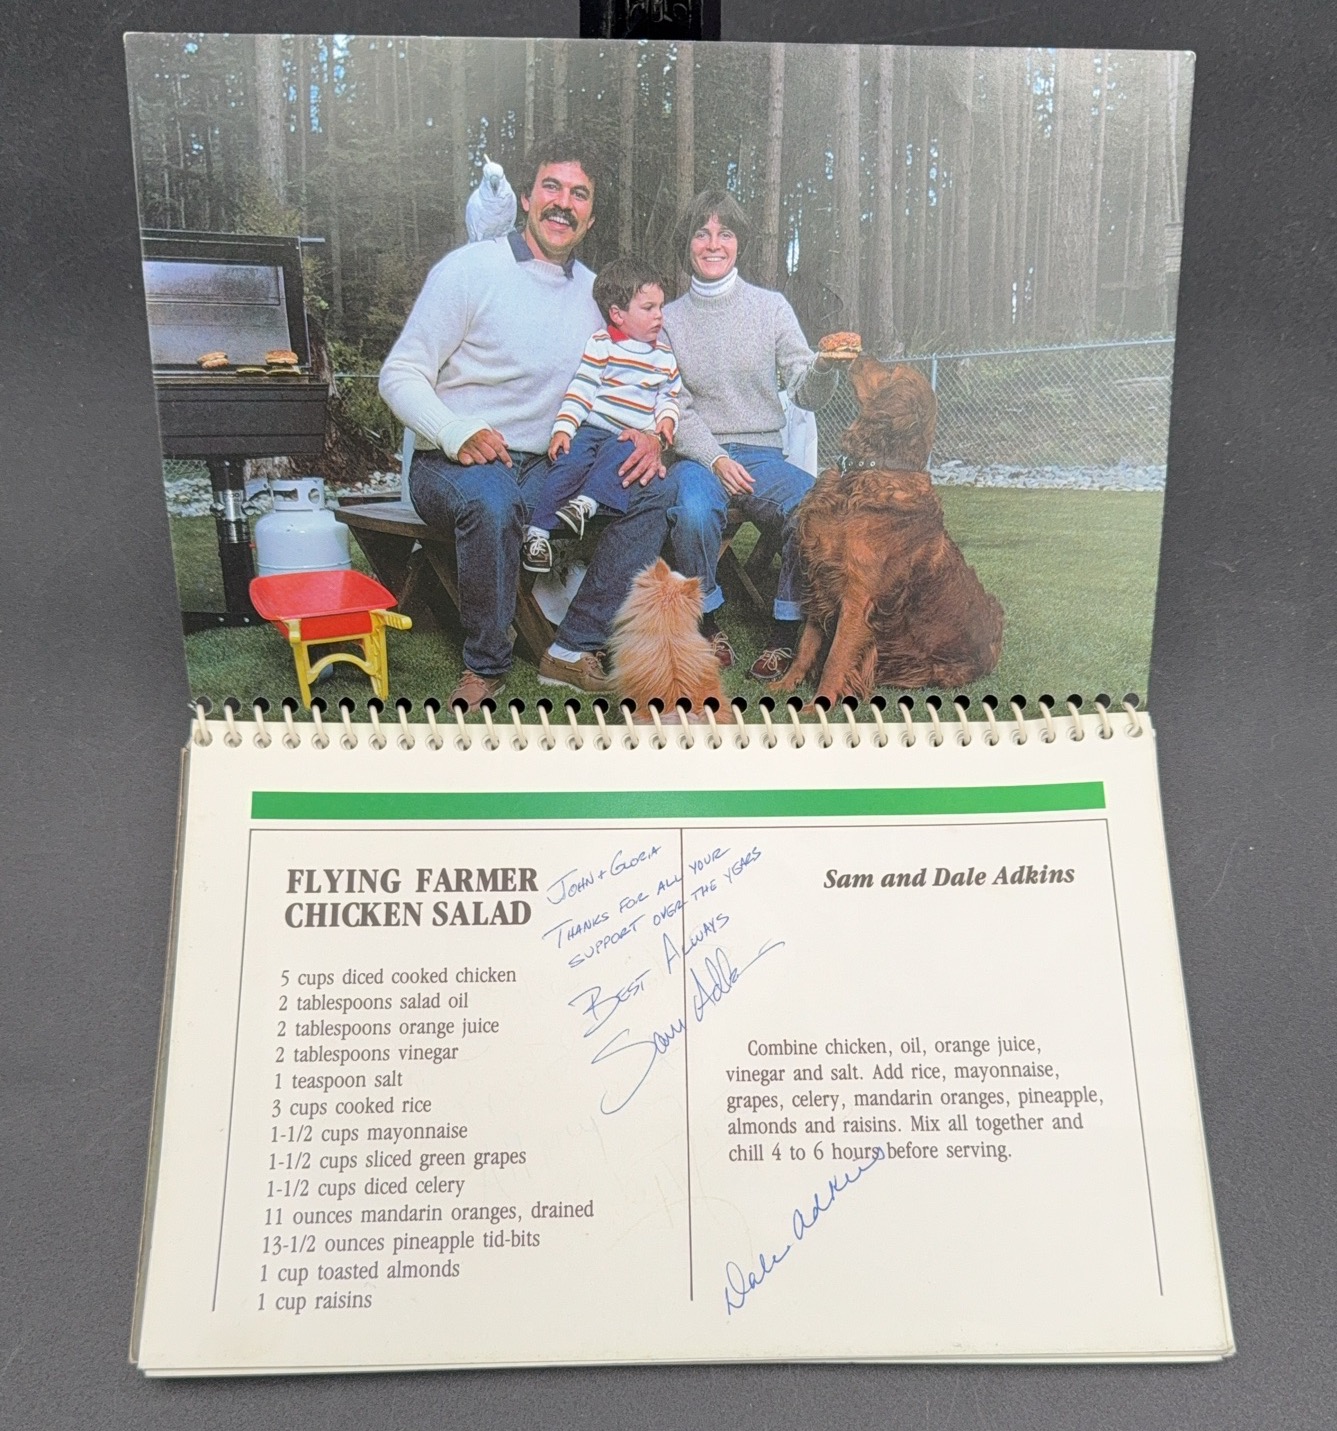 FLYING FARMER
CHICKEN SALAD
5 cups diced cooked chicken
2 tablespoons salad oil
2 tablespoons orange juice
2 tablespoons vinegar
1 teaspoon salt
3 cups cooked rice
1-1/2 cups mayonnaise
1-1/2 cups sliced green grapes
1-1/2 cups diced celery
11 ounces mandarin oranges, drained
13-1/2 ounces pineapple tid-bits
1 cup toasted almonds
1 cup raisins
JOHN + GLORIA
THANKS FOR ALL YOUR
SUPPORT OVER THE YEARS
BEST ALWAYS
Sam Adkins
Sam and Dale Adkins
Combine chicken, oil, orange juice,
vinegar and salt. Add rice, mayonnaise,
grapes, celery, mandarin oranges, pineapple,
almonds and raisins. Mix all together and
chill 4 to 6 hours before serving.
Dale Adkins